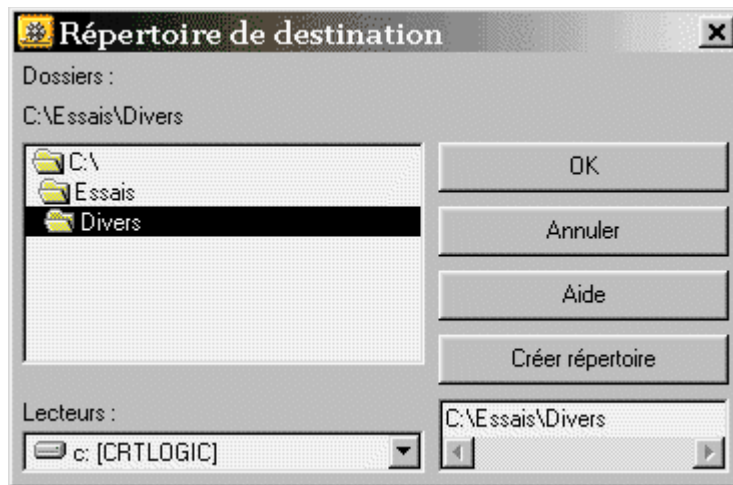 Répertoire de destination
Dossiers :
C:\Essais\Divers
C:\
Essais
Divers
OK
Annuler
Aide
Créer répertoire
Lecteurs :
c: [CRTLOGIC]
C:\Essais\Divers